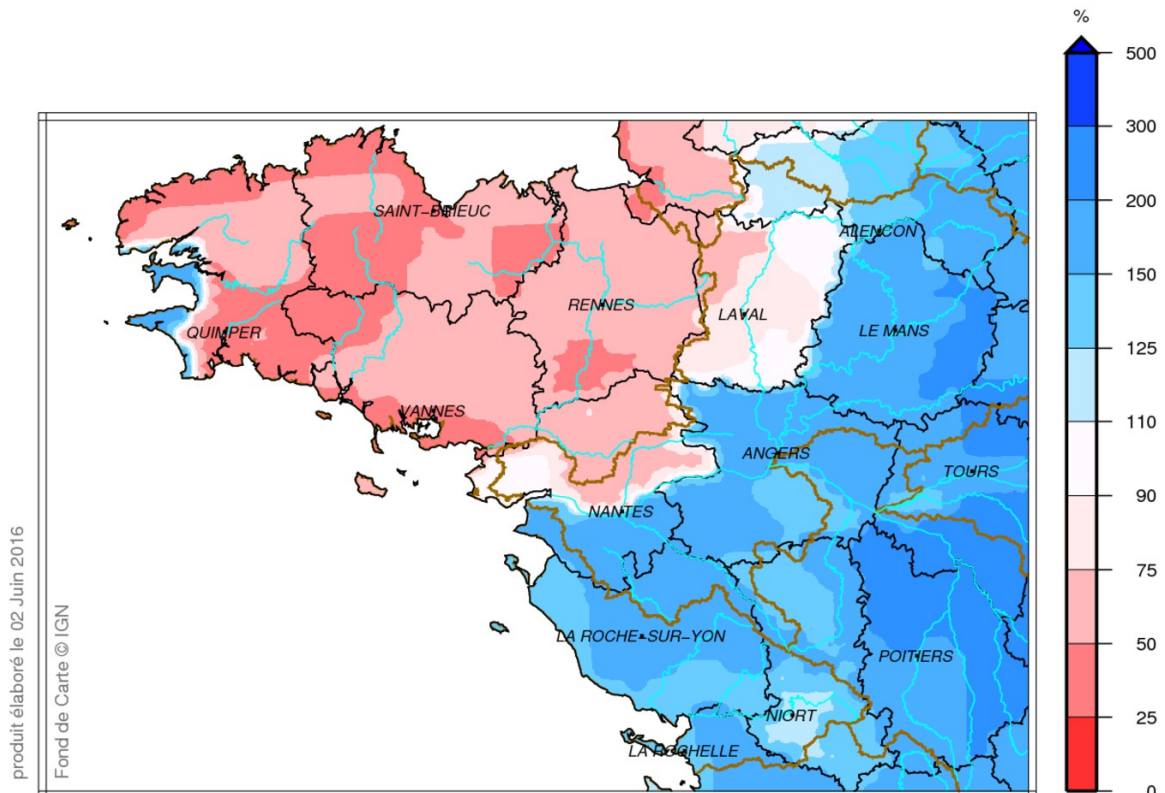 %
500
300
200
150
125
110
90
75
50
25
0
SAINT-BRIEUC
ALENÇON
RENNES
LAVAL
LE MANS
QUIMPER
VANNES
ANGERS
TOURS
NANTES
LA ROCHE-SUR-YON
POITIERS
NIORT
LA ROCHELLE
produit élaboré le 02 Juin 2016
Fond de Carte © IGN